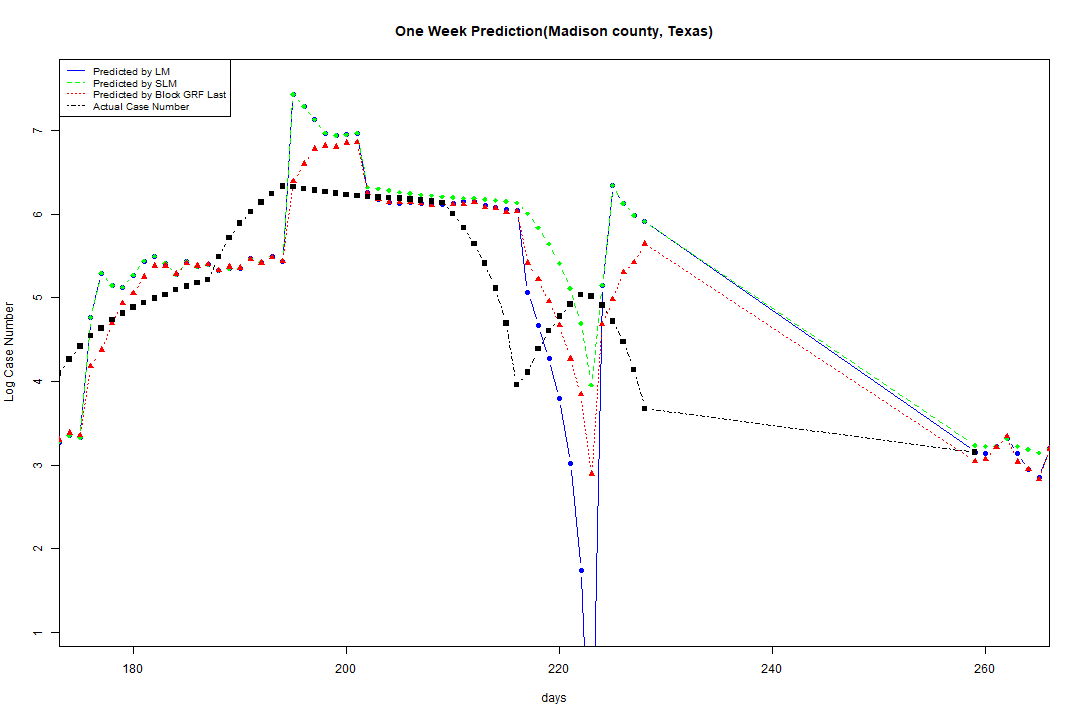 One Week Prediction(Madison county, Texas)
Predicted by LM
Predicted by SLM
Predicted by Block GRF Last
Actual Case Number
7
6
5
4
3
2
1
Log Case Number
180 200 220 240 260
days